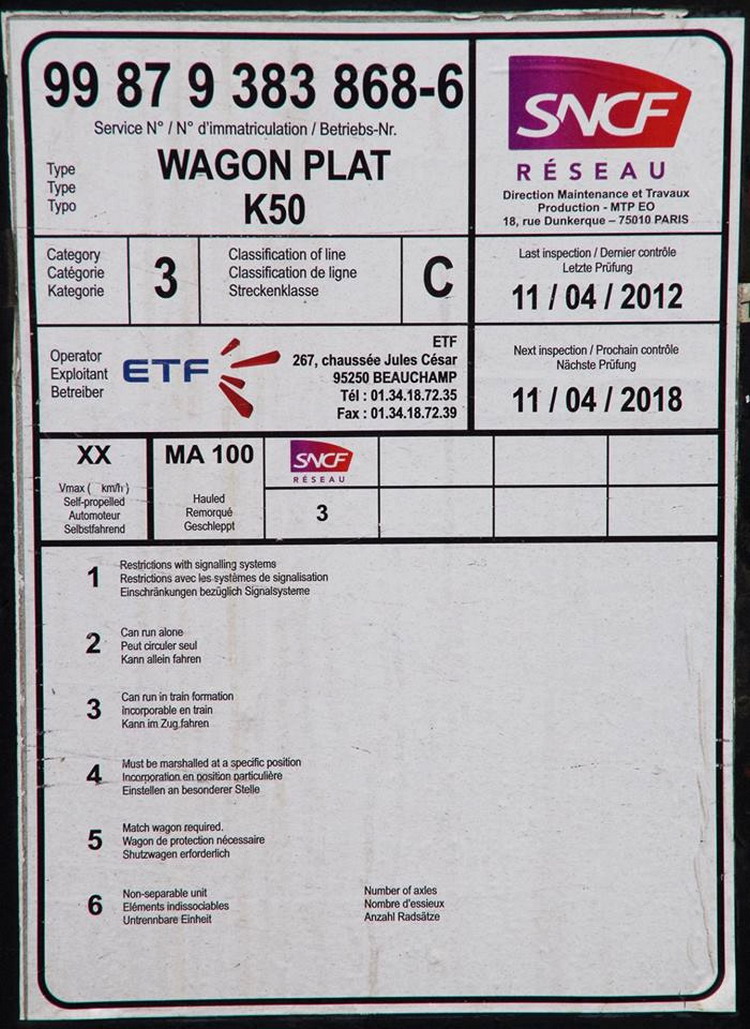 99 87 9 383 868-6
Service N° / N° d'immatriculation / Betriebs-Nr.
Type
Type
Typo
WAGON PLAT
K50
SNCF
RÉSEAU
Direction Maintenance et Travaux
Production - MTP EO
18, rue Dunkerque – 75010 PARIS
Category
Catégorie
Kategorie
3
Classification of line
Classification de ligne
Streckenklasse
C
Last inspection / Dernier contrôle
Letzte Prüfung
11 / 04 / 2012
Operator
Exploitant
Betreiber
ETF
ETF
267, chaussée Jules César
95250 BEAUCHAMP
Tél : 01.34.18.72.35
Fax : 01.34.18.72.39
Next inspection / Prochain contrôle
Nächste Prüfung
11 / 04 / 2018
XX
Vmax ( km/h )
Self-propelled
Automoteur
Selbstfahrend
MA 100
Hauled
Remorqué
Geschleppt
SNCF
RÉSEAU
3
1
Restrictions with signalling systems
Restrictions avec les systèmes de signalisation
Einschränkungen bezüglich Signalsysteme
2
Can run alone
Peut circuler seul
Kann allein fahren
3
Can run in train formation
Incorporable en train
Kann im Zug fahren
4
Must be marshalled at a specific position
Incorporation en position particulière
Einstellen an besonderer Stelle
5
Match wagon required.
Wagon de protection nécessaire
Shutzwagen erforderlich
6
Non-separable unit
Eléments indissociables
Untrennbare Einheit
Number of axles
Nombre d'essieux
Anzahl Radsätze